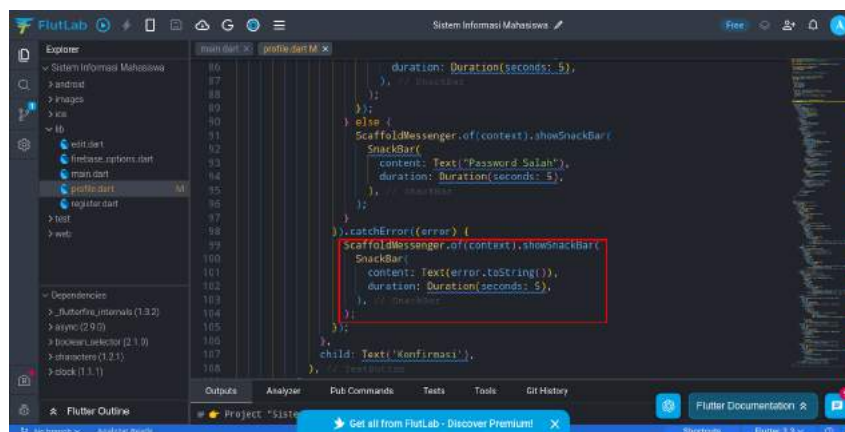 FlutLab
Sistem Informasi Mahasiswa
Free
Explorer
main.dart
profile.dart M
Sistem Informasi Mahasiswa
android
images
ios
lib
edit.dart
firebase_options.dart
main.dart
profile.dart M
register.dart
test
web
Dependencies
_flutterfire_internals (1.3.2)
async (2.9.0)
boolean_selector (2.1.0)
characters (1.2.1)
clock (1.1.1)
Flutter Outline
86 duration: Duration(seconds: 5),
87 ), // SnackBar
88 );
89 });
90 } else {
91 ScaffoldMessenger.of(context).showSnackBar(
92 SnackBar(
93 content: Text("Password Salah"),
94 duration: Duration(seconds: 5),
95 ), // SnackBar
96 );
97 }
98 }).catchError((error) {
99 ScaffoldMessenger.of(context).showSnackBar(
100 SnackBar(
101 content: Text(error.toString()),
102 duration: Duration(seconds: 5),
103 ), // SnackBar
104 );
105 });
106 },
107 child: Text('Konfirmasi'),
108 ), // TextButton
Outputs Analyzer Pub Commands Tests Tools Git History
Project "Siste
Get all from FlutLab - Discover Premium! X
Flutter Documentation